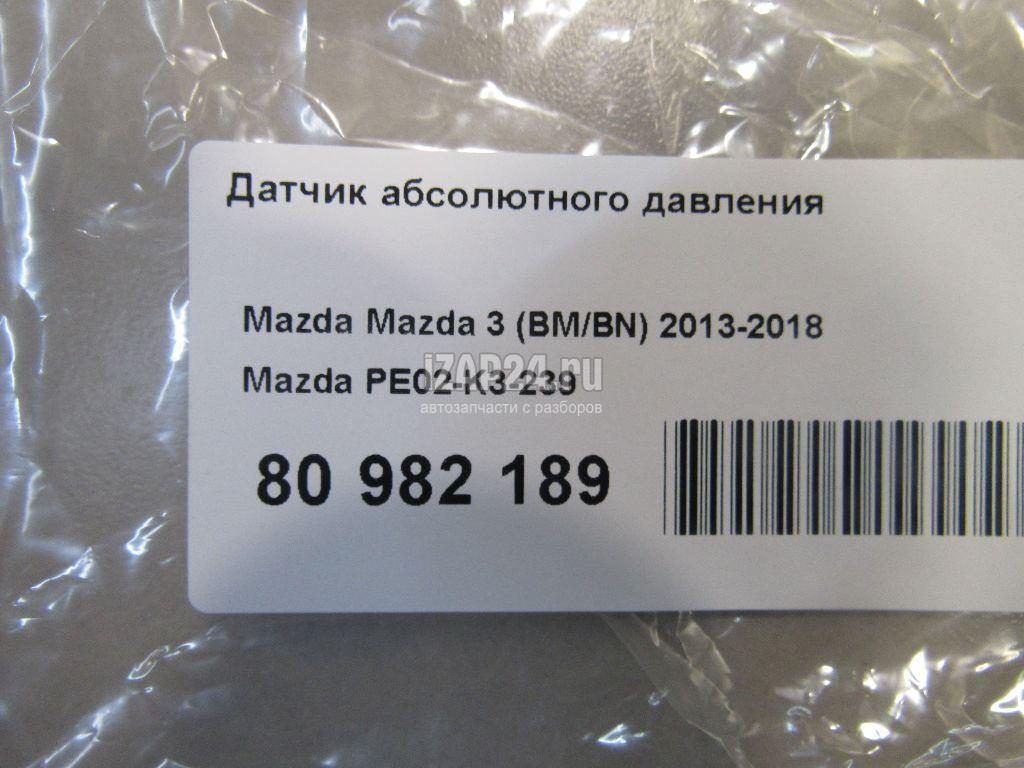 Датчик абсолютного давления
Mazda Mazda 3 (BM/BN) 2013-2018
Mazda PE02-K3-239
iZAP24.ru
автозапчасти с разборов
80 982 189